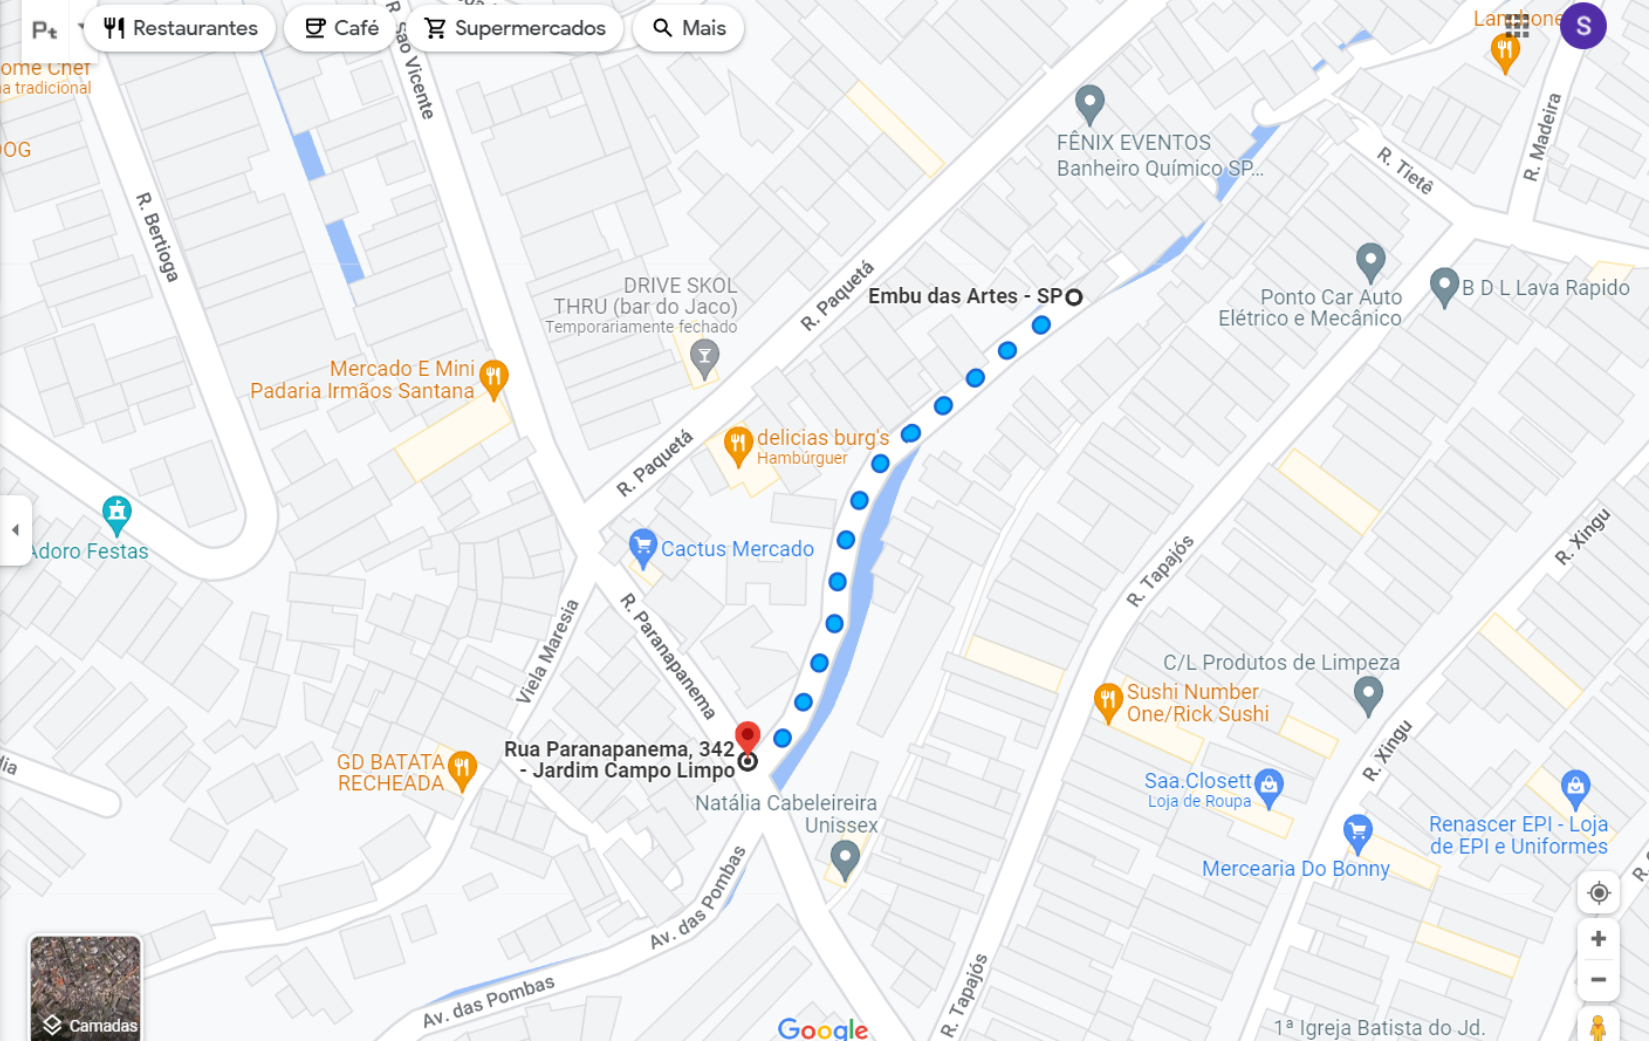 Restaurantes
Café
Supermercados
Mais
S
ome Chef
a tradicional
OG
R. São Vicente
R. Bertioga
FÊNIX EVENTOS
Banheiro Químico SP...
R. Madeira
R. Tietê
DRIVE SKOL
THRU (bar do Jaco)
Temporariamente fechado
R. Paquetá
Embu das Artes - SP
Ponto Car Auto
Elétrico e Mecânico
B D L Lava Rapido
Mercado E Mini
Padaria Irmãos Santana
delicias burg's
Hambúrguer
R. Paquetá
Adoro Festas
Cactus Mercado
R. Tapajós
R. Xingu
Viela Maresia
R. Paranapanema
C/L Produtos de Limpeza
Sushi Number
One/Rick Sushi
R. Xingu
Rua Paranapanema, 342
- Jardim Campo Limpo
GD BATATA
RECHEADA
dia
Natália Cabeleireira
Unissex
Saa.Closett
Loja de Roupa
Renascer EPI - Loja
de EPI e Uniformes
Mercearia Do Bonny
Av. das Pombas
Av. das Pombas
R. Tapajós
Camadas
Google
1ª Igreja Batista do Jd.